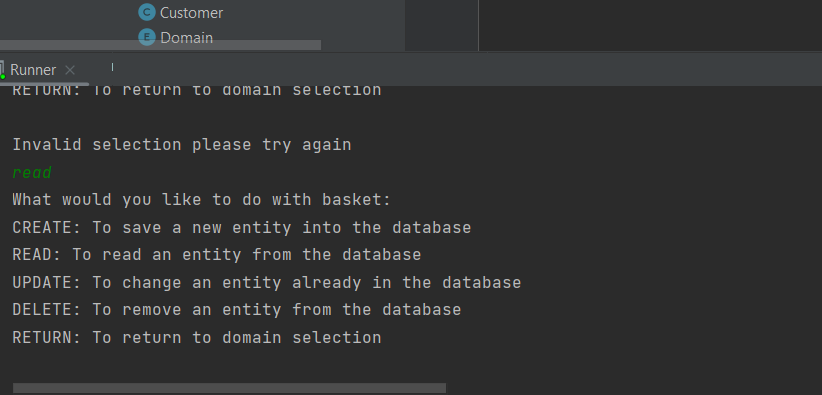 C Customer
E Domain
Runner
RETURN: To return to domain selection
Invalid selection please try again
read
What would you like to do with basket:
CREATE: To save a new entity into the database
READ: To read an entity from the database
UPDATE: To change an entity already in the database
DELETE: To remove an entity from the database
RETURN: To return to domain selection